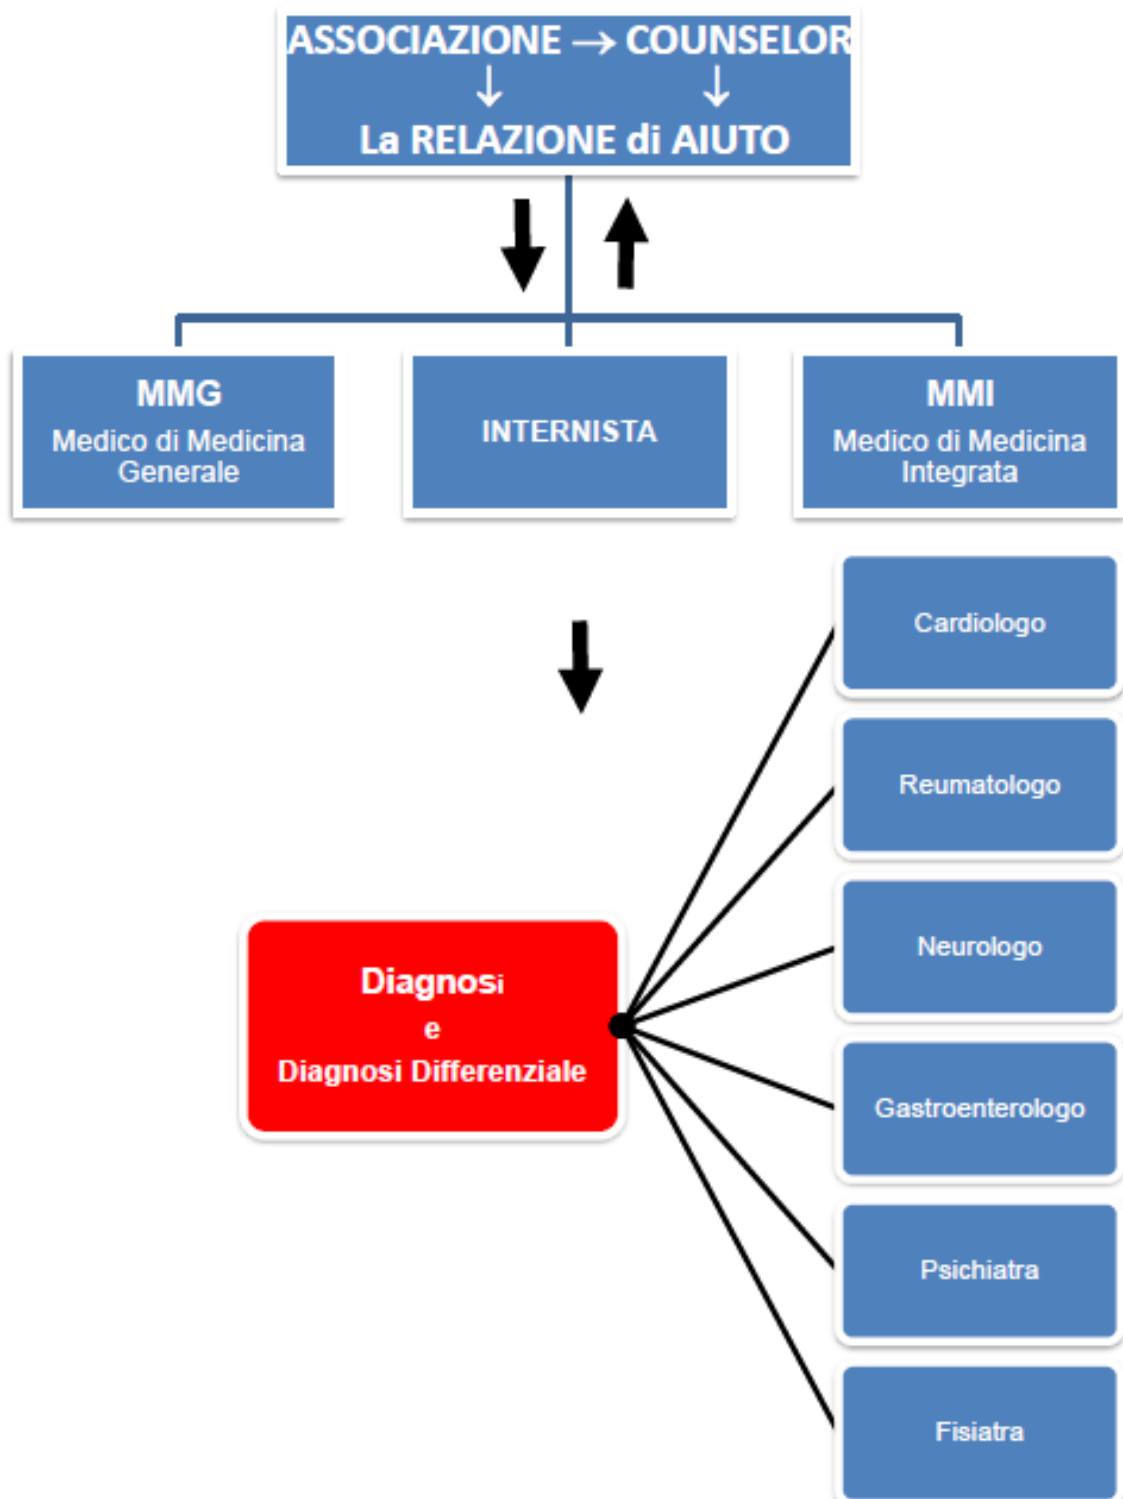 ASSOCIAZIONE → COUNSELOR
↓ ↓
La RELAZIONE di AIUTO
MMG
Medico di Medicina
Generale
INTERNISTA
MMI
Medico di Medicina
Integrata
Cardiologo
Reumatologo
Neurologo
Diagnosi
e
Diagnosi Differenziale
Gastroenterologo
Psichiatra
Fisiatra